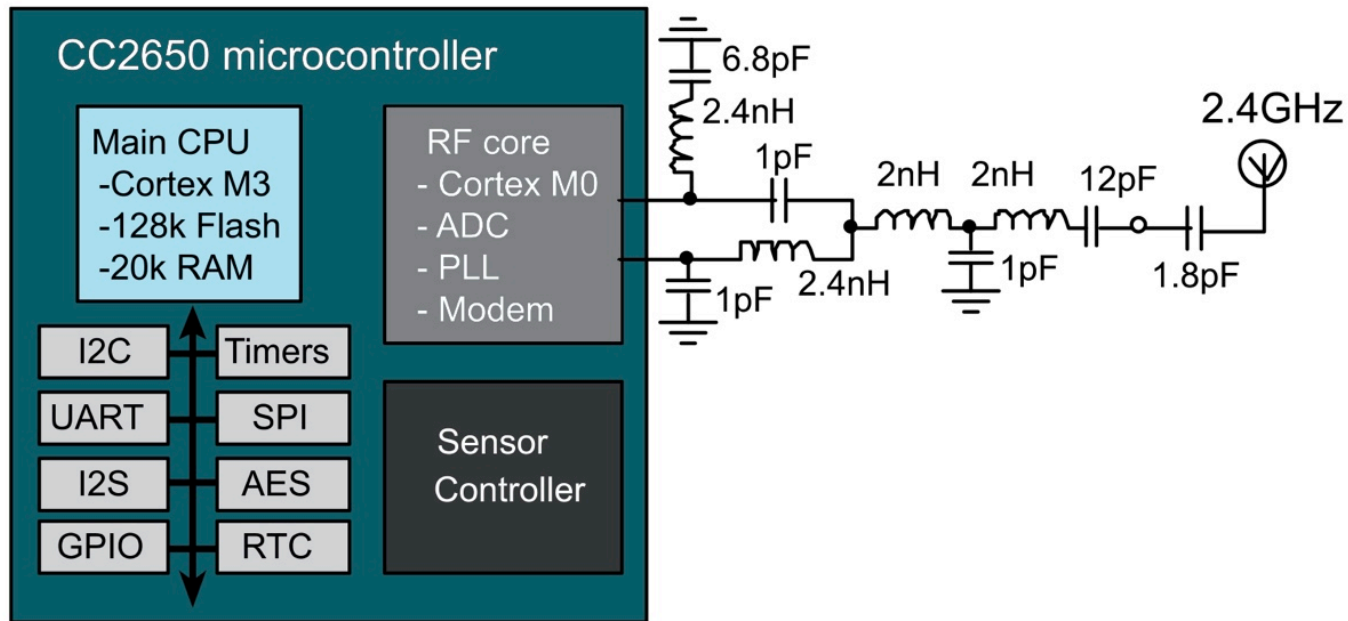 CC2650 microcontroller
Main CPU
-Cortex M3
-128k Flash
-20k RAM
RF core
- Cortex M0
- ADC
- PLL
- Modem
I2C
Timers
UART
SPI
I2S
AES
GPIO
RTC
Sensor
Controller
6.8pF
2.4nH
1pF
1pF
2.4nH
2nH
2nH
1pF
12pF
1.8pF
2.4GHz